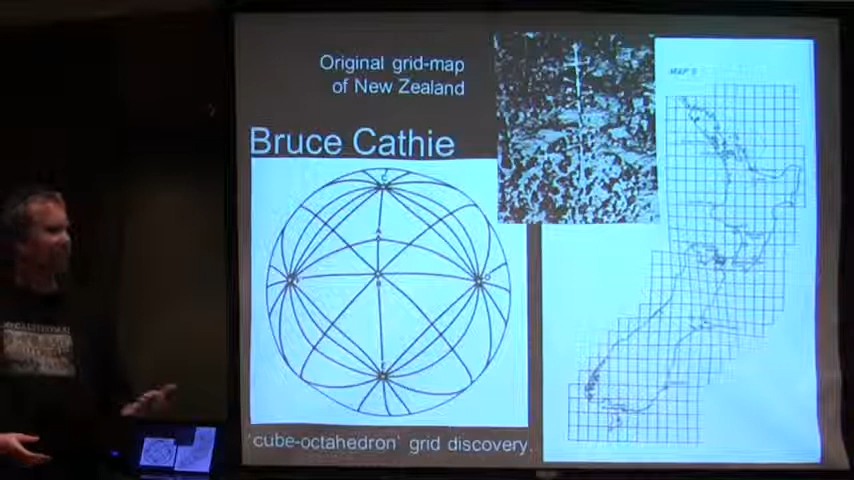 Original grid-map
of New Zealand
Bruce Cathie
'cube-octahedron' grid discovery.